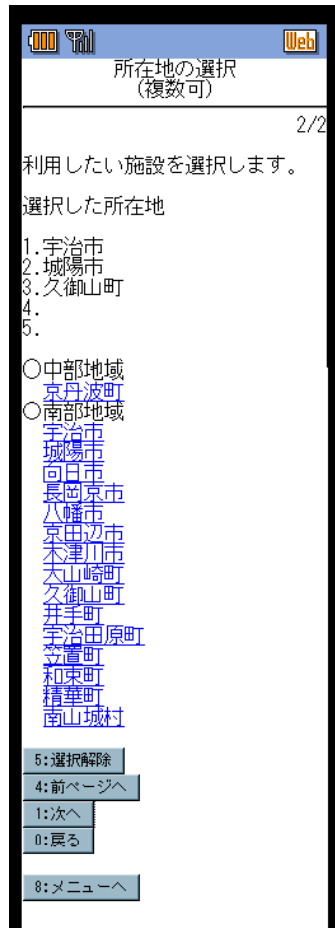 Web
所在地の選択
(複数可)
2/2
利用したい施設を選択します。
選択した所在地
1.宇治市
2.城陽市
3.久御山町
4.
5.
○中部地域
京丹波町
○南部地域
宇治市
城陽市
向日市
長岡京市
八幡市
京田辺市
木津川市
大山崎町
久御山町
井手町
宇治田原町
笠置町
和束町
精華町
南山城村
5:選択解除
4:前ページへ
1:次へ
0:戻る
8:メニューへ